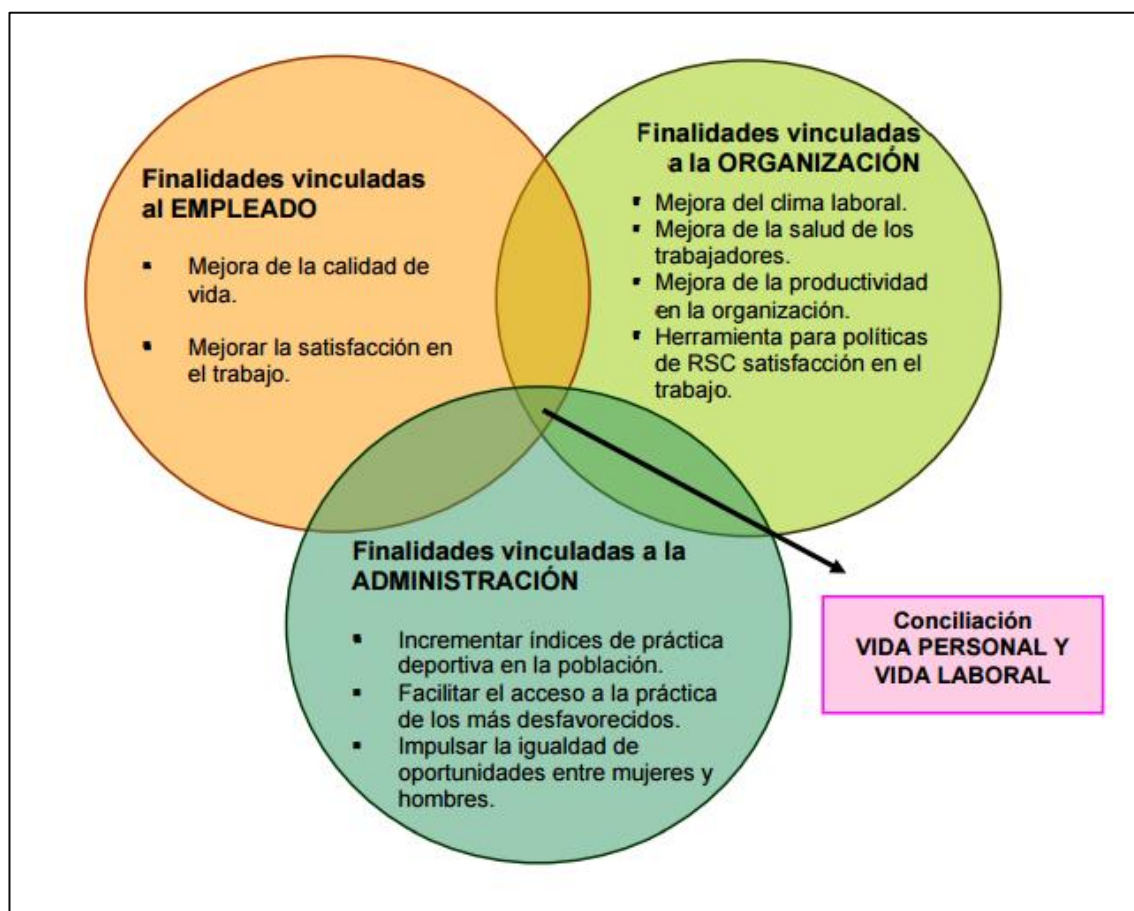 Finalidades vinculadas
al EMPLEADO
▪ Mejora de la calidad de
vida.
▪ Mejorar la satisfacción en
el trabajo.
Finalidades vinculadas
a la ORGANIZACIÓN
▪ Mejora del clima laboral.
▪ Mejora de la salud de los
trabajadores.
▪ Mejora de la productividad
en la organización.
▪ Herramienta para políticas
de RSC satisfacción en el
trabajo.
Finalidades vinculadas a la
ADMINISTRACIÓN
▪ Incrementar índices de práctica
deportiva en la población.
▪ Facilitar el acceso a la práctica
de los más desfavorecidos.
▪ Impulsar la igualdad de
oportunidades entre mujeres y
hombres.
Conciliación
VIDA PERSONAL Y
VIDA LABORAL